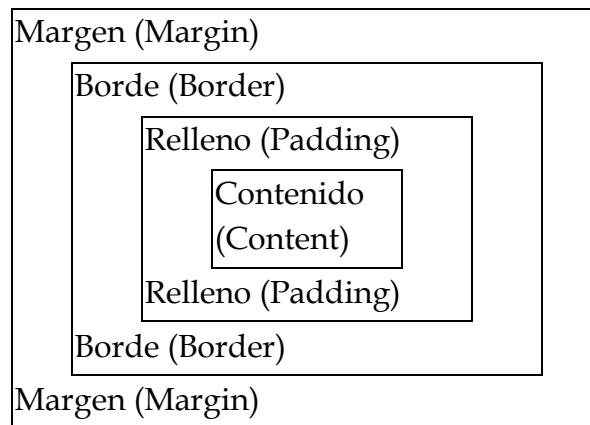 Margen (Margin)
Borde (Border)
Relleno (Padding)
Contenido
(Content)
Relleno (Padding)
Borde (Border)
Margen (Margin)